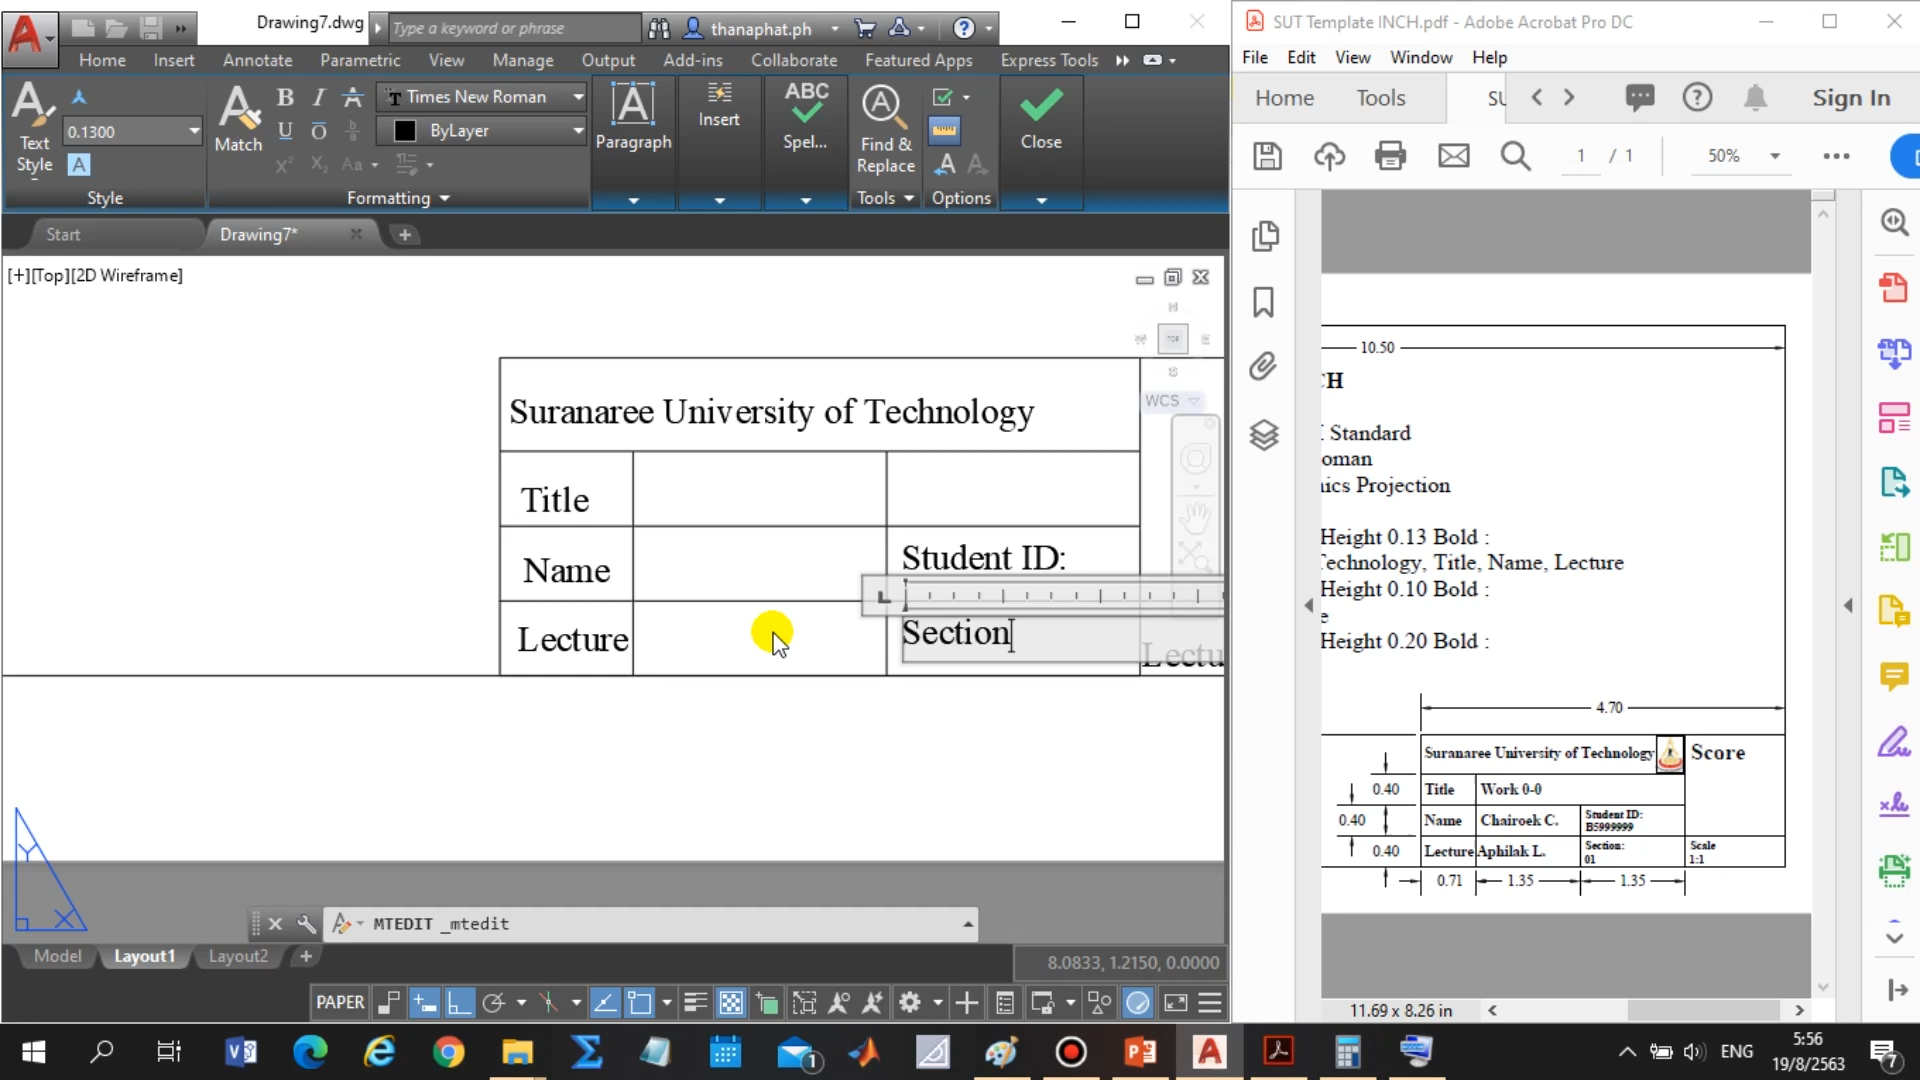 Drawing7.dwg
Type a keyword or phrase
thanaphat.ph
Home Insert Annotate Parametric View Manage Output Add-ins Collaborate Featured Apps Express Tools
Text Style
0.1300
Style
Match
B I A
U O
Times New Roman
ByLayer
Formatting
Paragraph
Insert
ABC
Spel...
Find & Replace
Tools
Options
Close
Start
Drawing7*
[+][Top][2D Wireframe]
TOP
WCS
Suranaree University of Technology
Title
Name
Student ID:
Lecture
Section
Lectu
Y
X
MTEDIT _mtedit
Model Layout1 Layout2
8.0833, 1.2150, 0.0000
PAPER
SUT Template INCH.pdf - Adobe Acrobat Pro DC
File Edit View Window Help
Home Tools SU Sign In
1 / 1
50%
10.50
CH
Standard
oman
ics Projection
Height 0.13 Bold :
Technology, Title, Name, Lecture
Height 0.10 Bold :
e
Height 0.20 Bold :
4.70
Suranaree University of Technology
Score
0.40
Title
Work 0-0
0.40
Name
Chairoek C.
Student ID:
B5999999
0.40
Lecture
Aphilak L.
Section:
01
Scale
1:1
0.71
1.35
1.35
11.69 x 8.26 in
1
ENG
5:56
19/8/2563
7